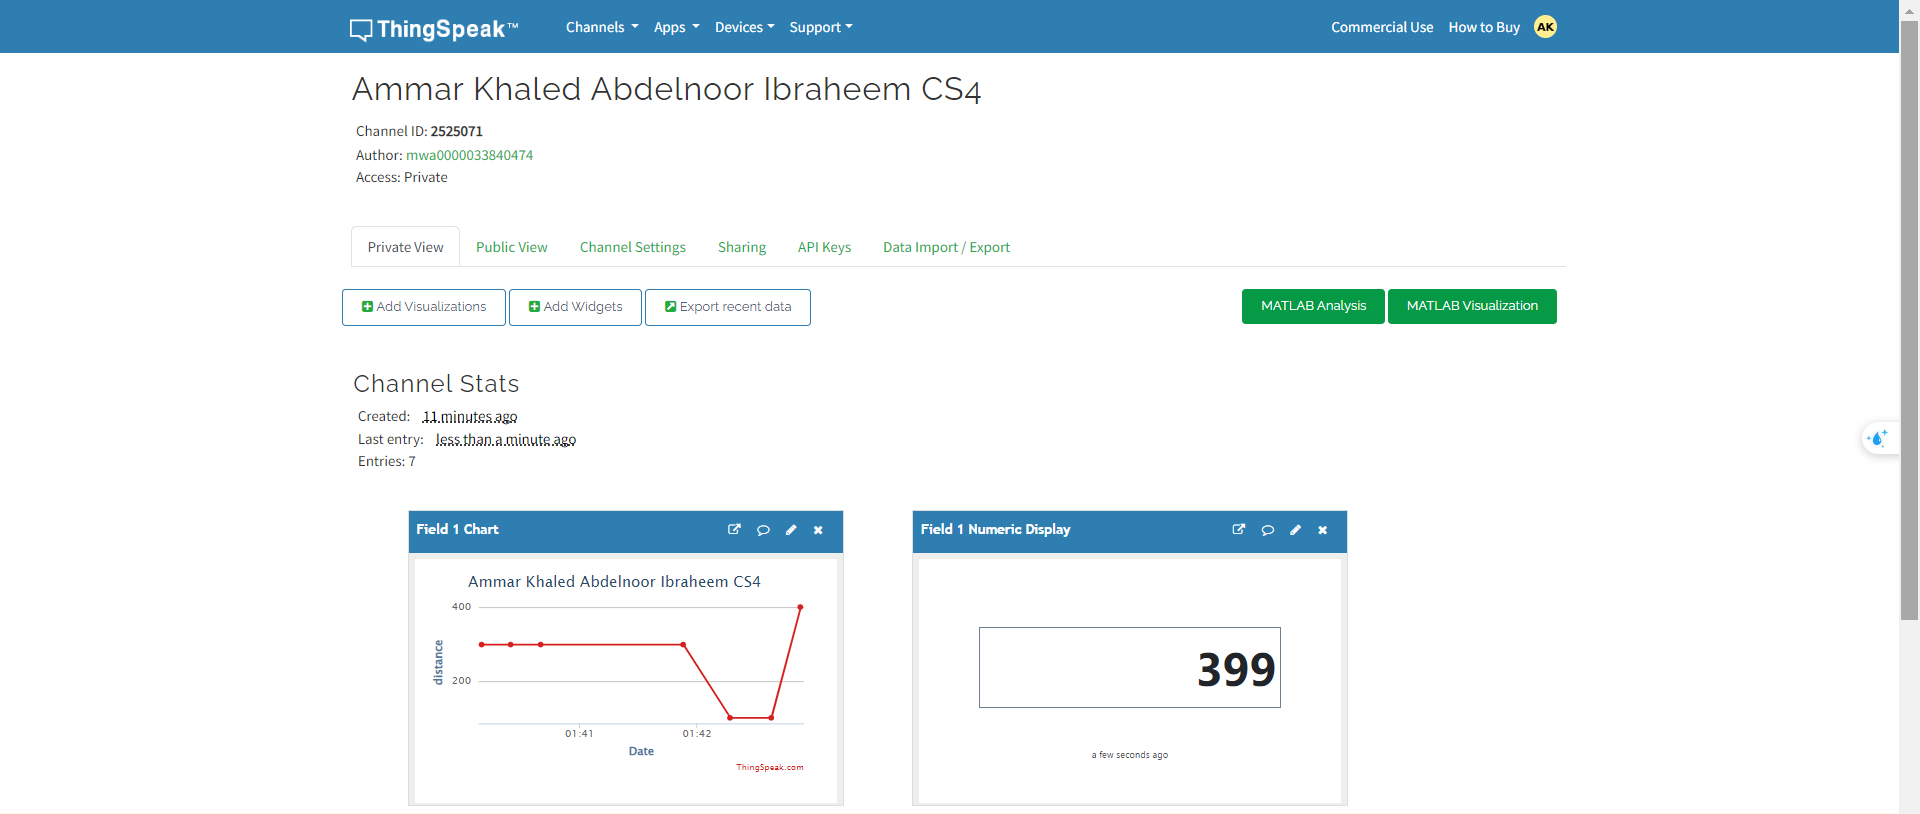 ThingSpeak™ Channels Apps Devices Support Commercial Use How to Buy AK
Ammar Khaled Abdelnoor Ibraheem CS4
Channel ID: 2525071
Author: mwa0000033840474
Access: Private
Private View Public View Channel Settings Sharing API Keys Data Import / Export
Add Visualizations Add Widgets Export recent data MATLAB Analysis MATLAB Visualization
Channel Stats
Created: 11 minutes ago
Last entry: less than a minute ago
Entries: 7
Field 1 Chart
Ammar Khaled Abdelnoor Ibraheem CS4
400
distance
200
01:41 01:42
Date
ThingSpeak.com
Field 1 Numeric Display
399
a few seconds ago